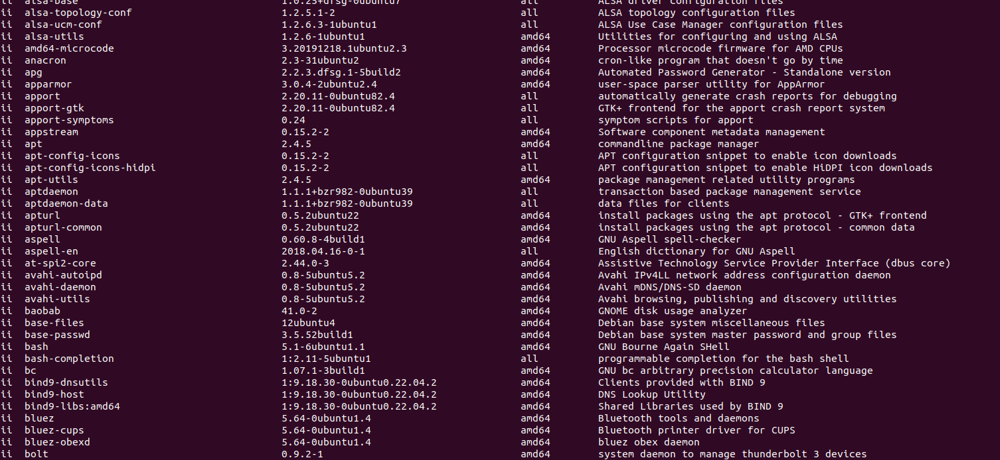 ii alsa-base 1.0.25+dfsg-0ubuntu7 all ALSA driver configuration files
ii alsa-topology-conf 1.2.5.1-2 all ALSA topology configuration files
ii alsa-ucm-conf 1.2.6.3-1ubuntu1 all ALSA Use Case Manager configuration files
ii alsa-utils 1.2.6-1ubuntu1 amd64 Utilities for configuring and using ALSA
ii amd64-microcode 3.20191218.1ubuntu2.3 amd64 Processor microcode firmware for AMD CPUs
ii anacron 2.3-31ubuntu2 amd64 cron-like program that doesn't go by time
ii apg 2.2.3.dfsg.1-5build2 amd64 Automated Password Generator - Standalone version
ii apparmor 3.0.4-2ubuntu2.4 amd64 user-space parser utility for AppArmor
ii apport 2.20.11-0ubuntu82.4 all automatically generate crash reports for debugging
ii apport-gtk 2.20.11-0ubuntu82.4 all GTK+ frontend for the apport crash report system
ii apport-symptoms 0.24 all symptom scripts for apport
ii appstream 0.15.2-2 amd64 Software component metadata management
ii apt 2.4.5 amd64 commandline package manager
ii apt-config-icons 0.15.2-2 all APT configuration snippet to enable icon downloads
ii apt-config-icons-hidpi 0.15.2-2 all APT configuration snippet to enable HiDPI icon downloads
ii apt-utils 2.4.5 amd64 package management related utility programs
ii aptdaemon 1.1.1+bzr982-0ubuntu39 all transaction based package management service
ii aptdaemon-data 1.1.1+bzr982-0ubuntu39 all data files for clients
ii apturl 0.5.2ubuntu22 amd64 install packages using the apt protocol - GTK+ frontend
ii apturl-common 0.5.2ubuntu22 amd64 install packages using the apt protocol - common data
ii aspell 0.60.8-4build1 amd64 GNU Aspell spell-checker
ii aspell-en 2018.04.16-0-1 all English dictionary for GNU Aspell
ii at-spi2-core 2.44.0-3 amd64 Assistive Technology Service Provider Interface (dbus core)
ii avahi-autoipd 0.8-5ubuntu5.2 amd64 Avahi IPv4LL network address configuration daemon
ii avahi-daemon 0.8-5ubuntu5.2 amd64 Avahi mDNS/DNS-SD daemon
ii avahi-utils 0.8-5ubuntu5.2 amd64 Avahi browsing, publishing and discovery utilities
ii baobab 41.0-2 amd64 GNOME disk usage analyzer
ii base-files 12ubuntu4 amd64 Debian base system miscellaneous files
ii base-passwd 3.5.52build1 amd64 Debian base system master password and group files
ii bash 5.1-6ubuntu1.1 amd64 GNU Bourne Again SHell
ii bash-completion 1:2.11-5ubuntu1 all programmable completion for the bash shell
ii bc 1.07.1-3build1 amd64 GNU bc arbitrary precision calculator language
ii bind9-dnsutils 1:9.18.30-0ubuntu0.22.04.2 amd64 Clients provided with BIND 9
ii bind9-host 1:9.18.30-0ubuntu0.22.04.2 amd64 DNS Lookup Utility
ii bind9-libs:amd64 1:9.18.30-0ubuntu0.22.04.2 amd64 Shared Libraries used by BIND 9
ii bluez 5.64-0ubuntu1.4 amd64 Bluetooth tools and daemons
ii bluez-cups 5.64-0ubuntu1.4 amd64 Bluetooth printer driver for CUPS
ii bluez-obexd 5.64-0ubuntu1.4 amd64 bluez obex daemon
ii bolt 0.9.2-1 amd64 system daemon to manage thunderbolt 3 devices